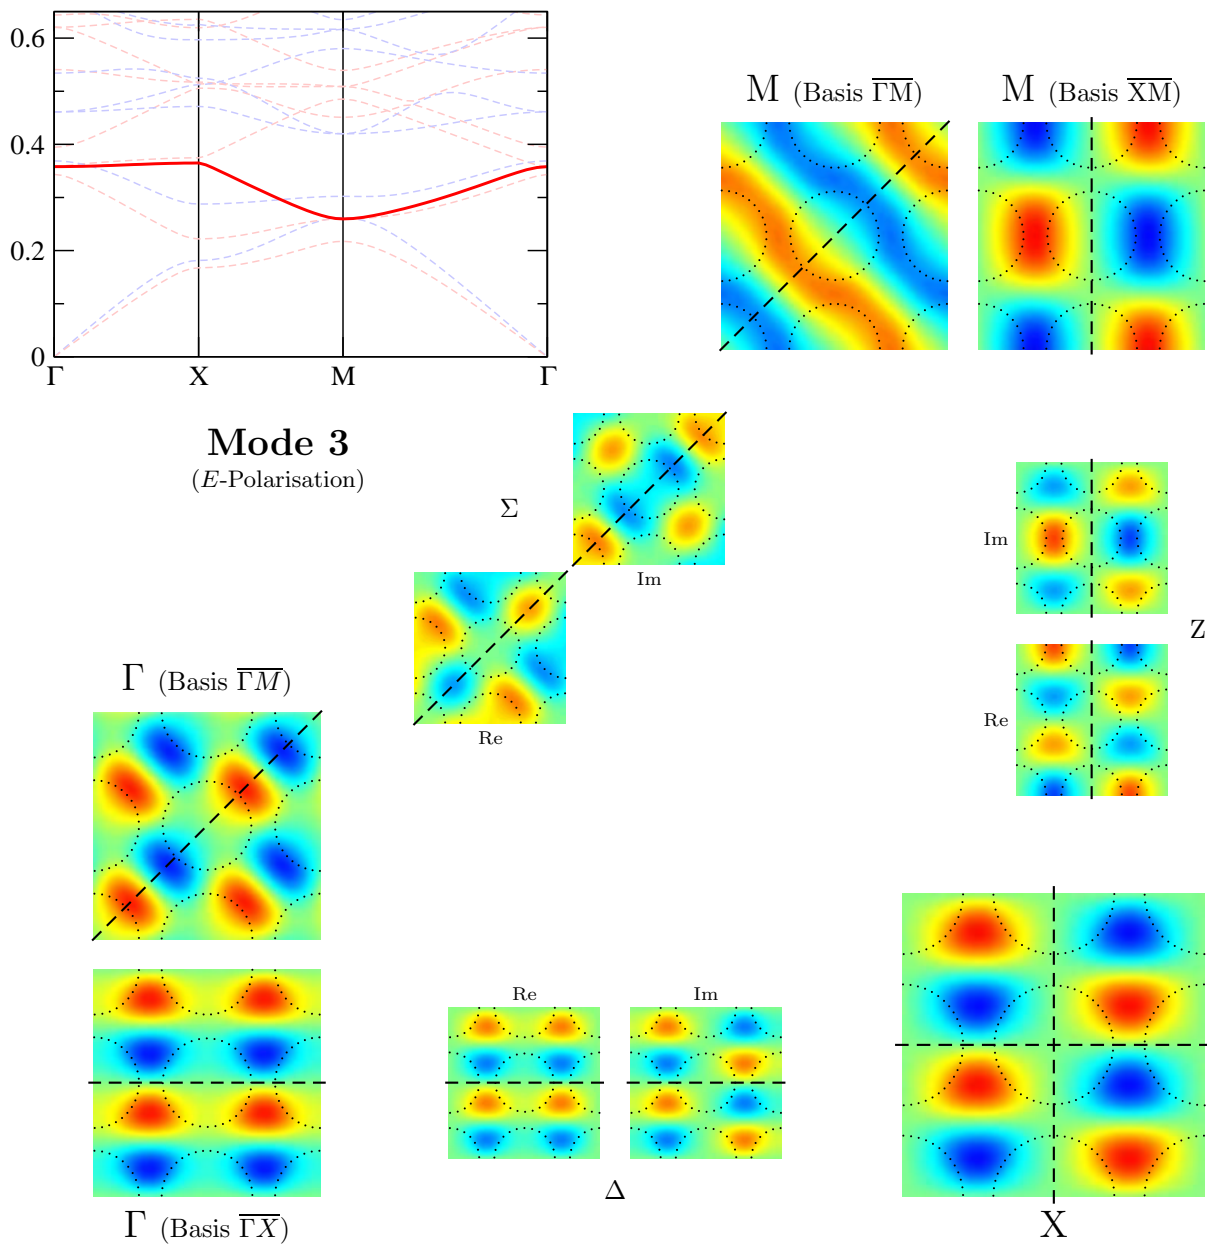 0.6
0.4
0.2
0
Γ X M Γ
M (Basis ΓM)
M (Basis XM)
Mode 3
(E-Polarisation)
Σ
Im
Re
Im
Z
Re
Γ (Basis ΓM)
Re
Im
Δ
Γ (Basis ΓX)
X